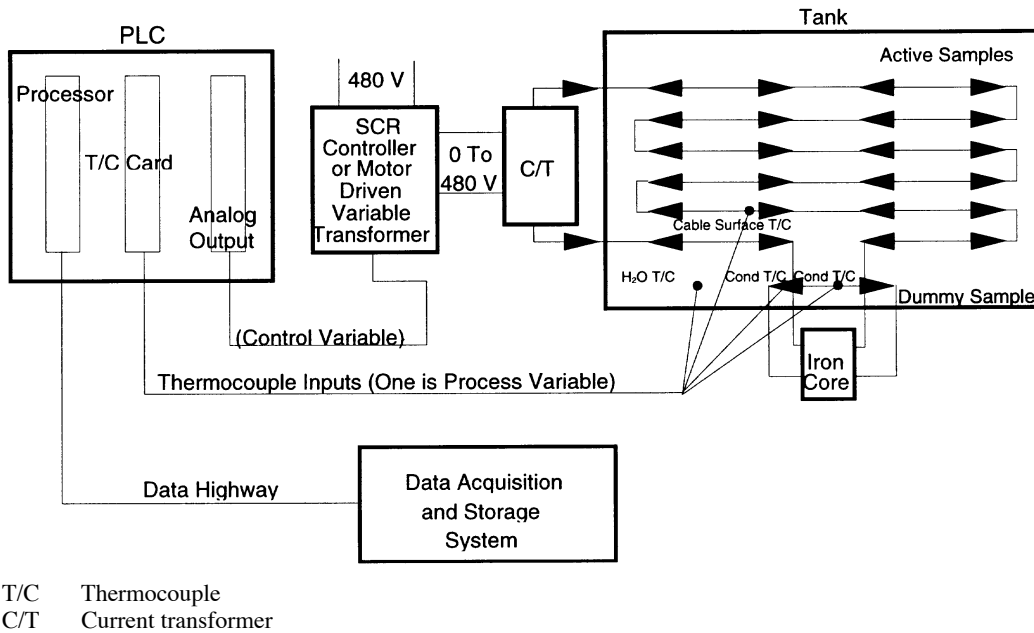 Tank
PLC
Active Samples
480 V
Processor
SCR
Controller
or Motor
Driven
Variable
Transformer
0 To
480 V
C/T
T/C Card
Analog
Output
Cable Surface T/C
H₂O T/C
Cond T/C
Cond T/C
Dummy Sample
(Control Variable)
Iron
Core
Thermocouple Inputs (One is Process Variable)
Data Highway
Data Acquisition
and Storage
System
T/C Thermocouple
C/T Current transformer